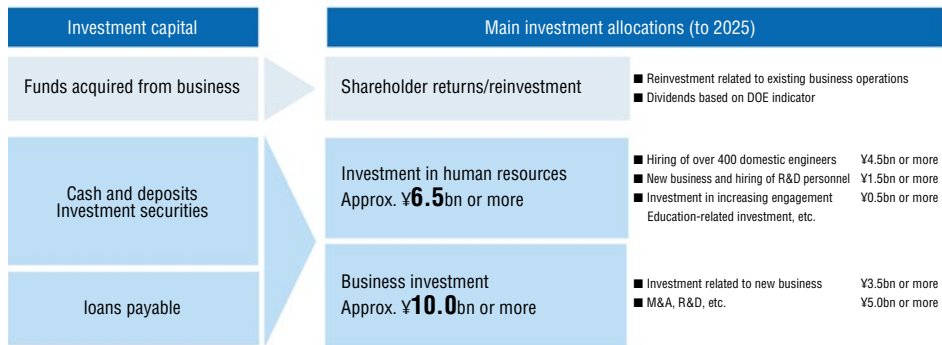 Investment capital
Main investment allocations (to 2025)
Funds acquired from business
Shareholder returns/reinvestment
■ Reinvestment related to existing business operations
■ Dividends based on DOE indicator
Cash and deposits
Investment securities
Investment in human resources
Approx. ¥6.5bn or more
■ Hiring of over 400 domestic engineers ¥4.5bn or more
■ New business and hiring of R&D personnel ¥1.5bn or more
■ Investment in increasing engagement ¥0.5bn or more
Education-related investment, etc.
loans payable
Business investment
Approx. ¥10.0bn or more
■ Investment related to new business ¥3.5bn or more
■ M&A, R&D, etc. ¥5.0bn or more